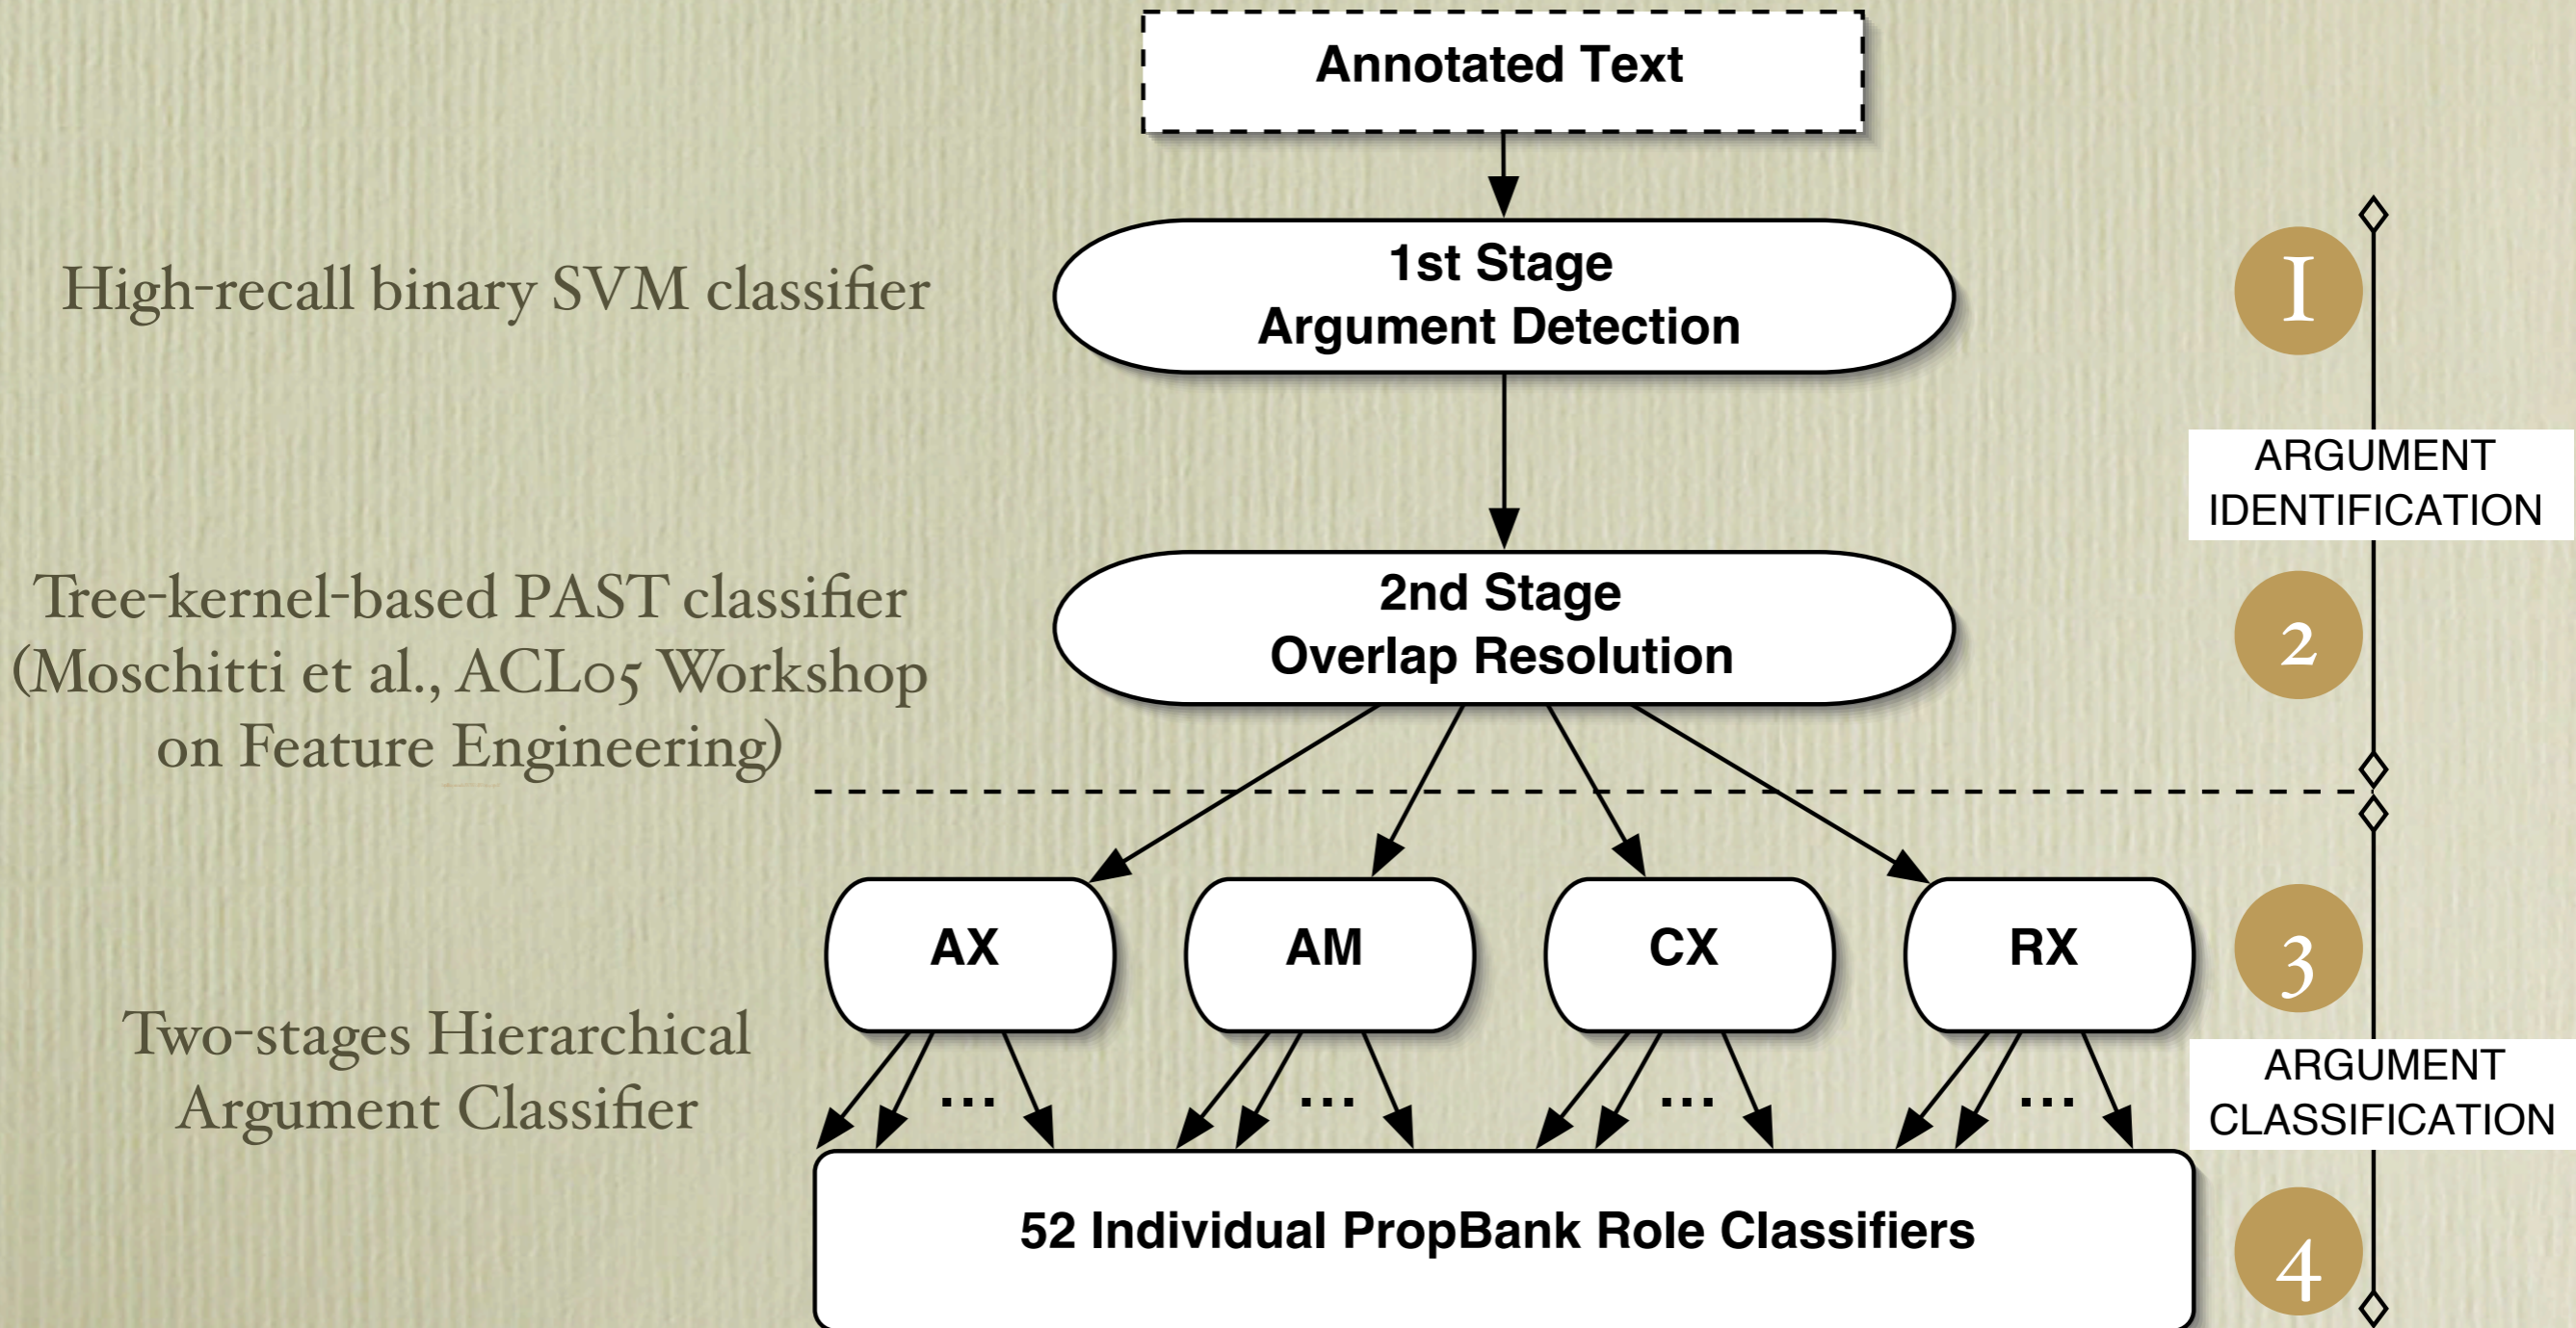 Annotated Text
High-recall binary SVM classifier
1st Stage
Argument Detection
1
ARGUMENT
IDENTIFICATION
Tree-kernel-based PAST classifier
(Moschitti et al., ACL05 Workshop
on Feature Engineering)
2nd Stage
Overlap Resolution
2
AX
AM
CX
RX
3
Two-stages Hierarchical
Argument Classifier
...
...
...
...
ARGUMENT
CLASSIFICATION
52 Individual PropBank Role Classifiers
4